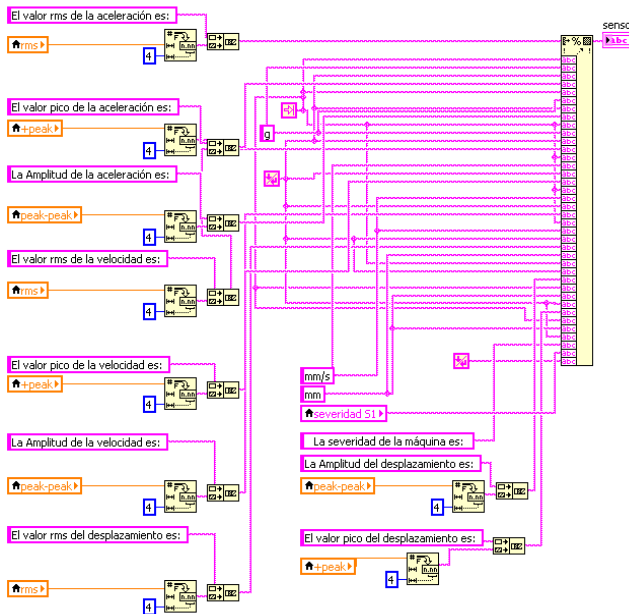 El valor rms de la aceleración es:
rms
4
El valor pico de la aceleración es:
+peak
4
La Amplitud de la aceleración es:
peak-peak
4
El valor rms de la velocidad es:
rms
4
El valor pico de la velocidad es:
+peak
4
La Amplitud de la velocidad es:
peak-peak
4
El valor rms del desplazamiento es:
rms
4
g
mm/s
mm
severidad S1
La severidad de la máquina es:
La Amplitud del desplazamiento es:
peak-peak
4
El valor pico del desplazamiento es:
+peak
4
senso
abc